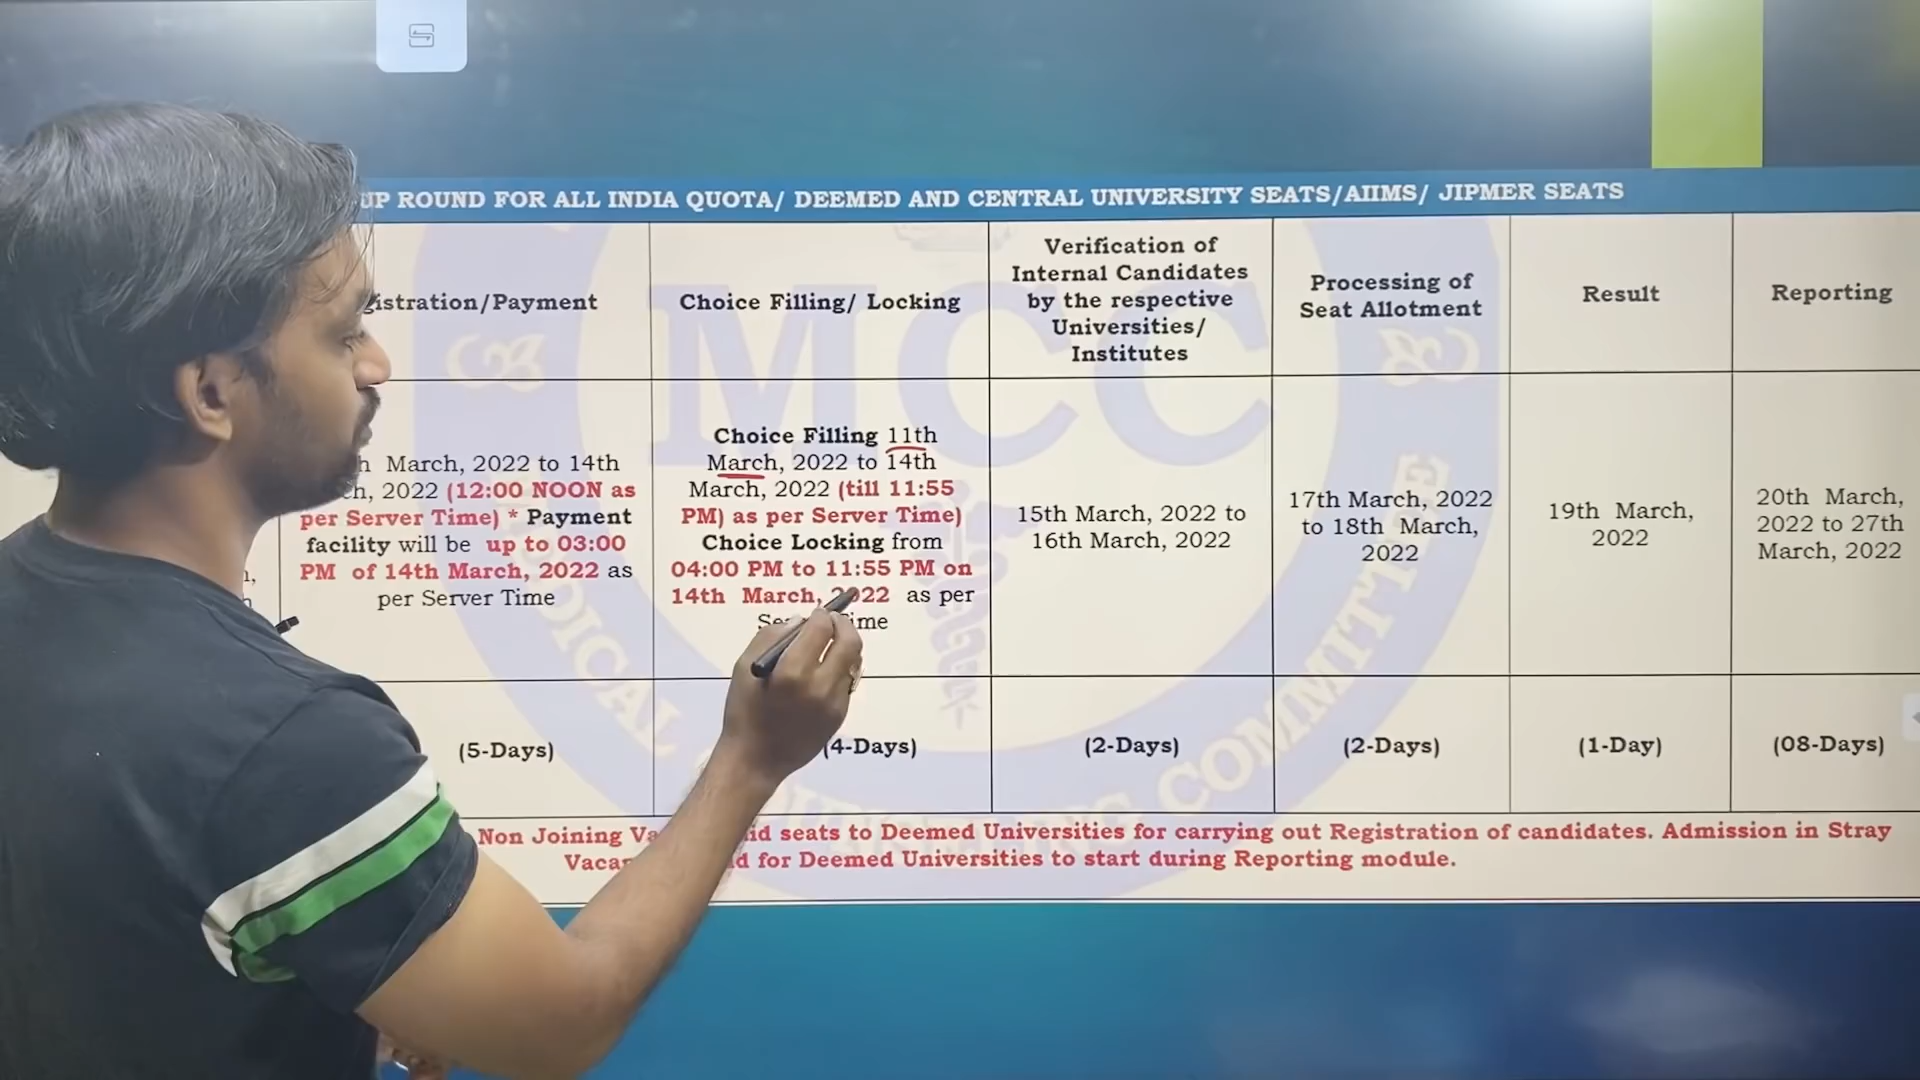 UP ROUND FOR ALL INDIA QUOTA/ DEEMED AND CENTRAL UNIVERSITY SEATS/AIIMS/ JIPMER SEATS
gistration/Payment
Choice Filling/ Locking
Verification of
Internal Candidates
by the respective
Universities/
Institutes
Processing of
Seat Allotment
Result
Reporting
h March, 2022 to 14th
ch, 2022 (12:00 NOON as
per Server Time) * Payment
facility will be up to 03:00
PM of 14th March, 2022 as
per Server Time
Choice Filling 11th
March, 2022 to 14th
March, 2022 (till 11:55
PM) as per Server Time)
Choice Locking from
04:00 PM to 11:55 PM on
14th March, 2022 as per
15th March, 2022 to
16th March, 2022
17th March, 2022
to 18th March,
2022
19th March,
2022
20th March,
2022 to 27th
March, 2022
(5-Days)
(4-Days)
(2-Days)
(2-Days)
(1-Day)
(08-Days)
Non Joining seats to Deemed Universities for carrying out Registration of candidates. Admission in Stray
for Deemed Universities to start during Reporting module.
MCC